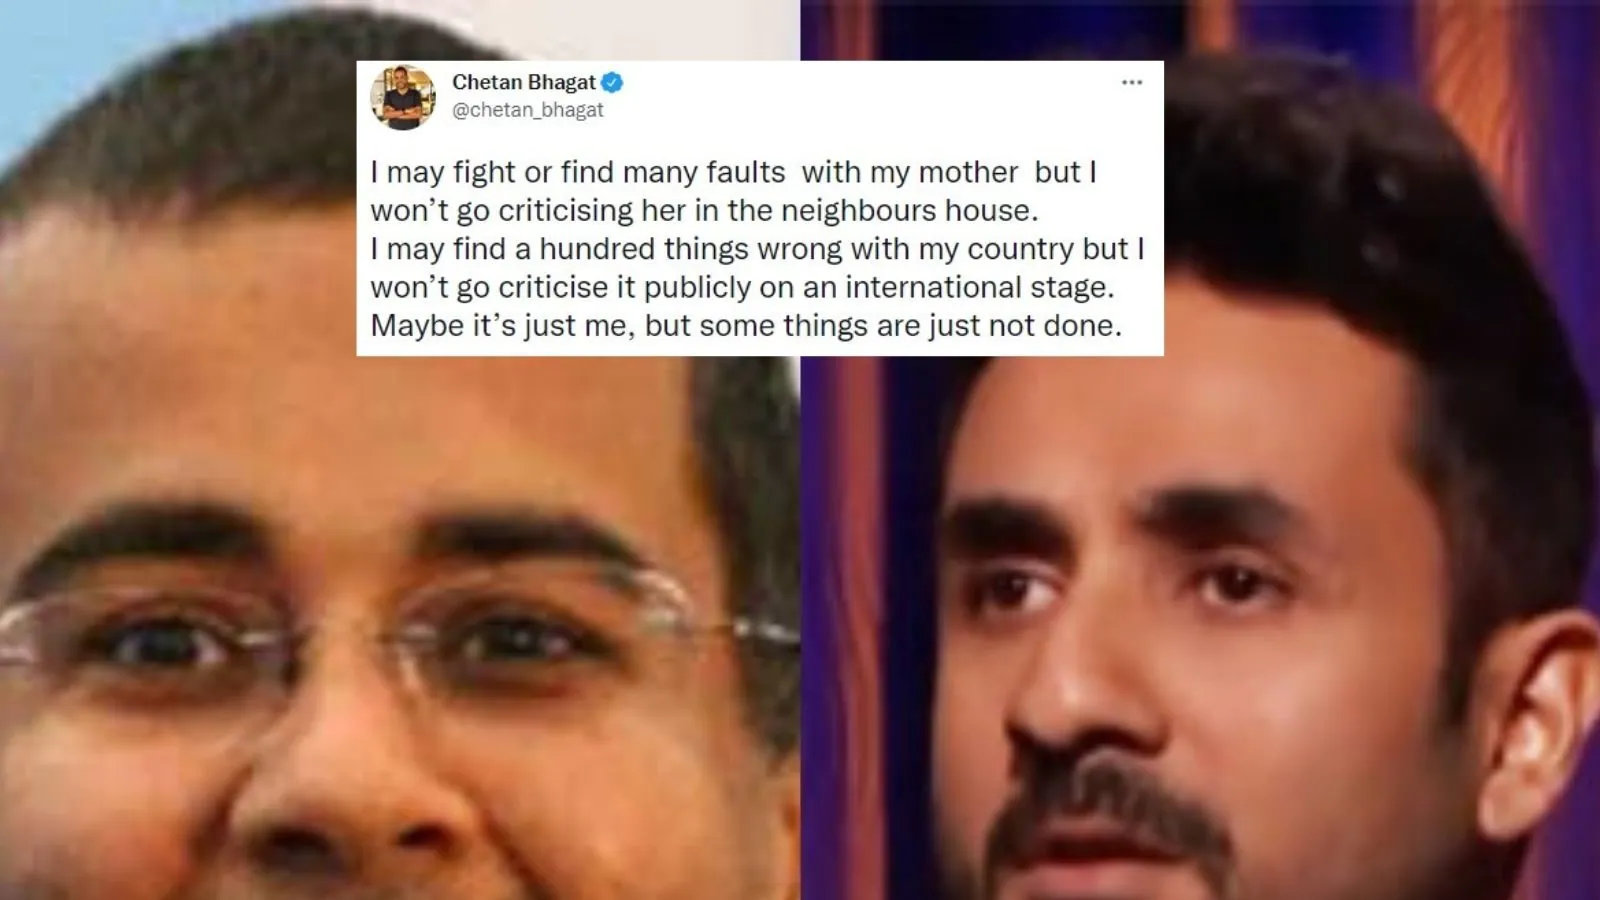 Chetan Bhagat
@chetan_bhagat
I may fight or find many faults  with my mother  but I
won’t go criticising her in the neighbours house.
I may find a hundred things wrong with my country but I
won’t go criticise it publicly on an international stage.
Maybe it’s just me, but some things are just not done.